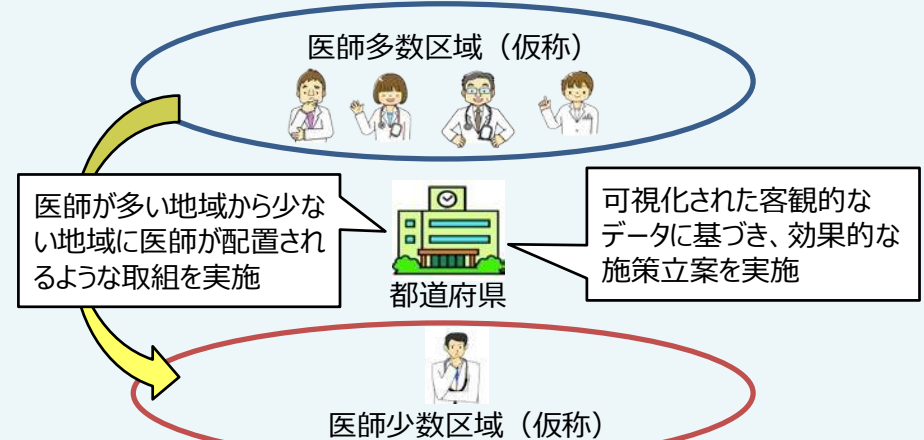 医師多数区域（仮称）
医師が多い地域から少な
い地域に医師が配置され
るような取組を実施
可視化された客観的な
データに基づき、効果的な
施策立案を実施
都道府県
医師少数区域（仮称）